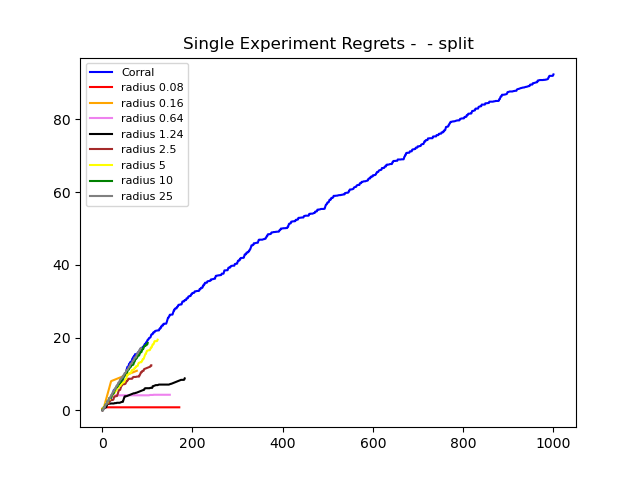 Single Experiment Regrets -  - split
Corral
radius 0.08
radius 0.16
radius 0.64
radius 1.24
radius 2.5
radius 5
radius 10
radius 25
80
60
40
20
0
0 200 400 600 800 1000